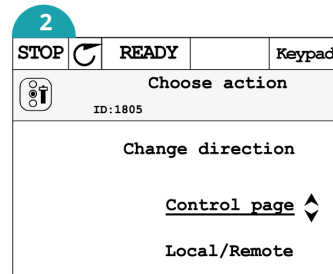 2
STOP READY Keypad
Choose action
ID:1805
Change direction
Control page
Local/Remote